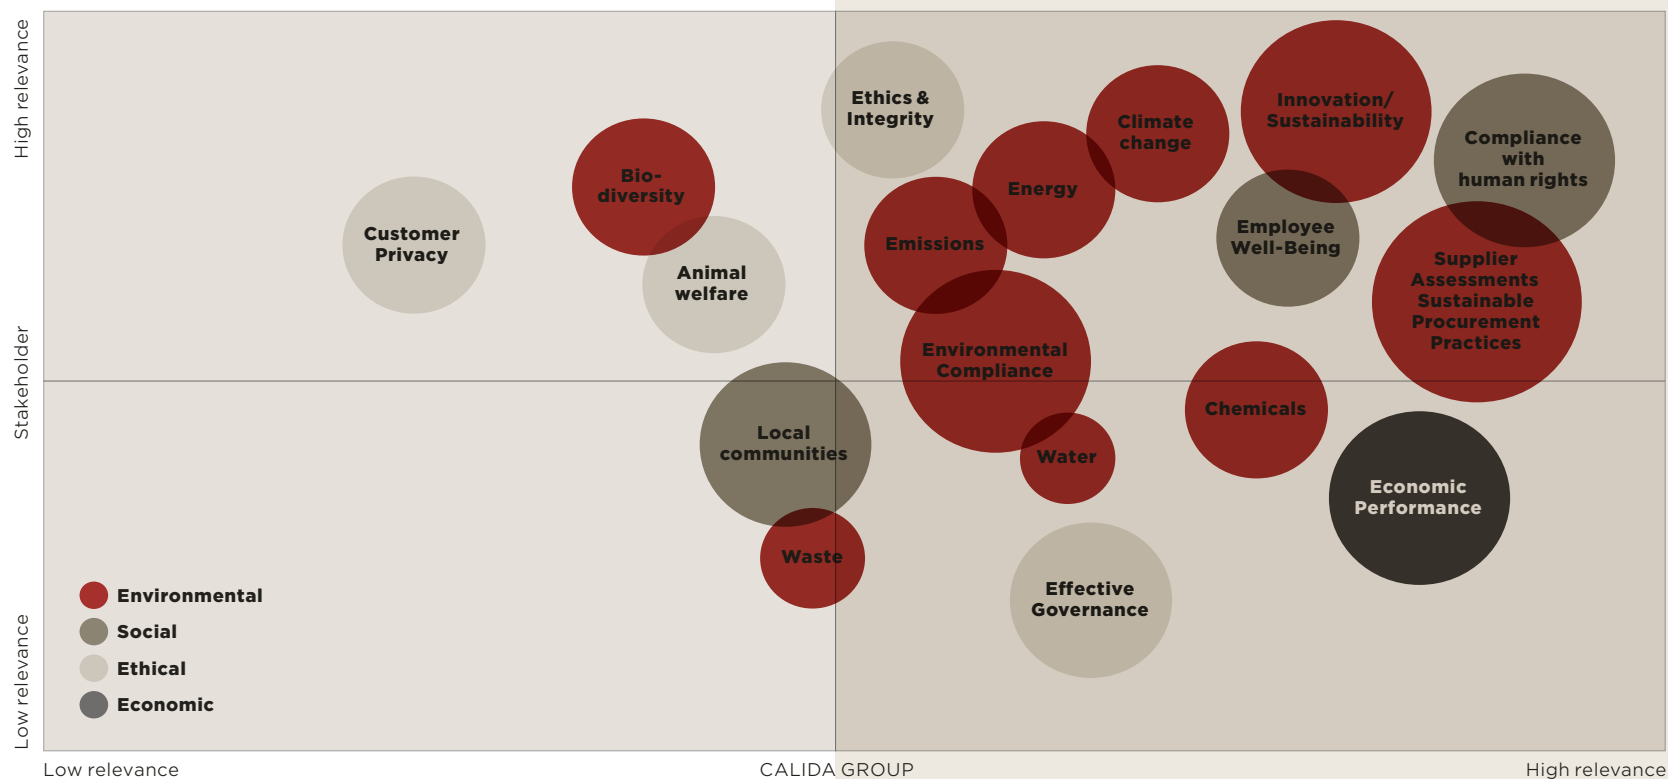 High relevance
Stakeholder
Low relevance
Ethics &
Integrity
Climate
change
Innovation/
Sustainability
Compliance
with
human rights
Bio-
diversity
Energy
Customer
Privacy
Emissions
Employee
Well-Being
Animal
welfare
Supplier
Assessments
Sustainable
Procurement
Practices
Environmental
Compliance
Chemicals
Local
communities
Water
Economic
Performance
Waste
Effective
Governance
Environmental
Social
Ethical
Economic
Low relevance
CALIDA GROUP
High relevance